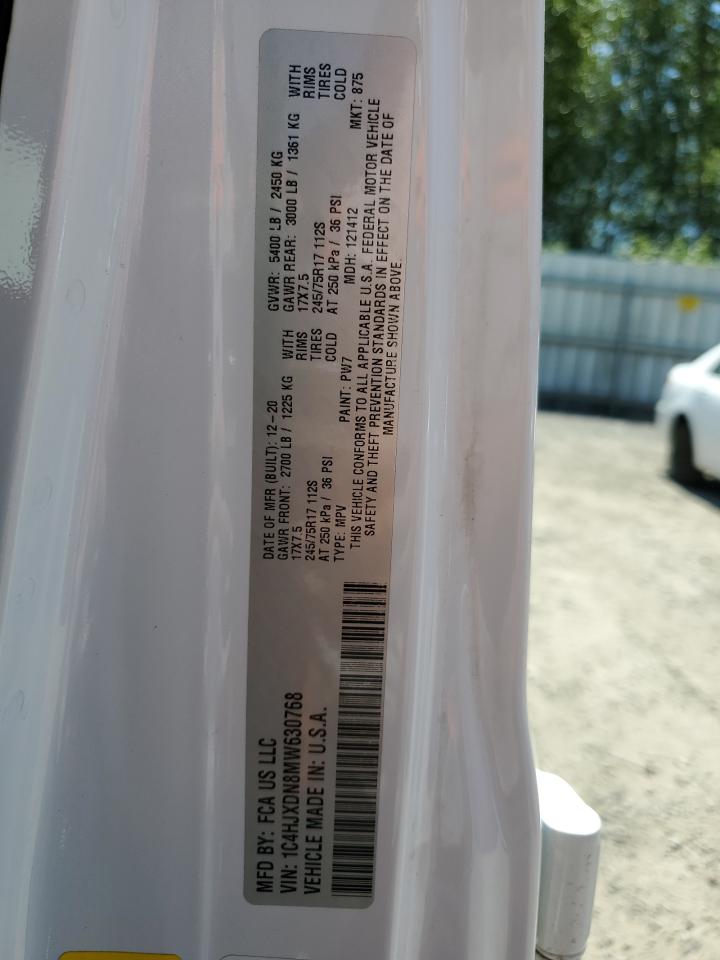 MFD BY: FCA US LLC
VIN: 1C4HJXDN8MW630768
VEHICLE MADE IN: U.S.A.
DATE OF MFR (BUILT): 12-20
GVWR: 5400 LB / 2450 KG
GAWR FRONT: 2700 LB / 1225 KG WITH
GAWR REAR: 3000 LB / 1361 KG WITH
17X7.5 RIMS
17X7.5 RIMS
245/75R17 112S TIRES
245/75R17 112S TIRES
AT 250 kPa / 36 PSI COLD
AT 250 kPa / 36 PSI COLD
TYPE: MPV PAINT: PW7 MDH: 121412 MKT: 875
THIS VEHICLE CONFORMS TO ALL APPLICABLE U.S.A. FEDERAL MOTOR VEHICLE
SAFETY AND THEFT PREVENTION STANDARDS IN EFFECT ON THE DATE OF
MANUFACTURE SHOWN ABOVE.